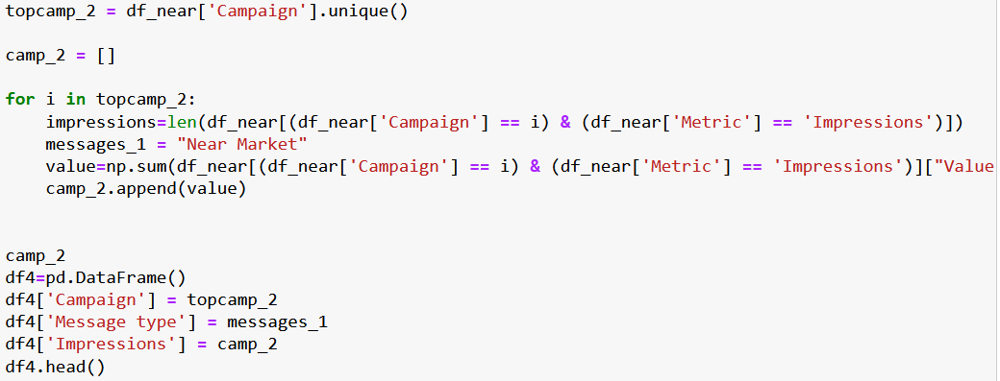 topcamp_2 = df_near['Campaign'].unique()
camp_2 = []
for i in topcamp_2:
impressions=len(df_near[(df_near['Campaign'] == i) & (df_near['Metric'] == 'Impressions')])
messages_1 = "Near Market"
value=np.sum(df_near[(df_near['Campaign'] == i) & (df_near['Metric'] == 'Impressions')]["Value
camp_2.append(value)
camp_2
df4=pd.DataFrame()
df4['Campaign'] = topcamp_2
df4['Message type'] = messages_1
df4['Impressions'] = camp_2
df4.head()